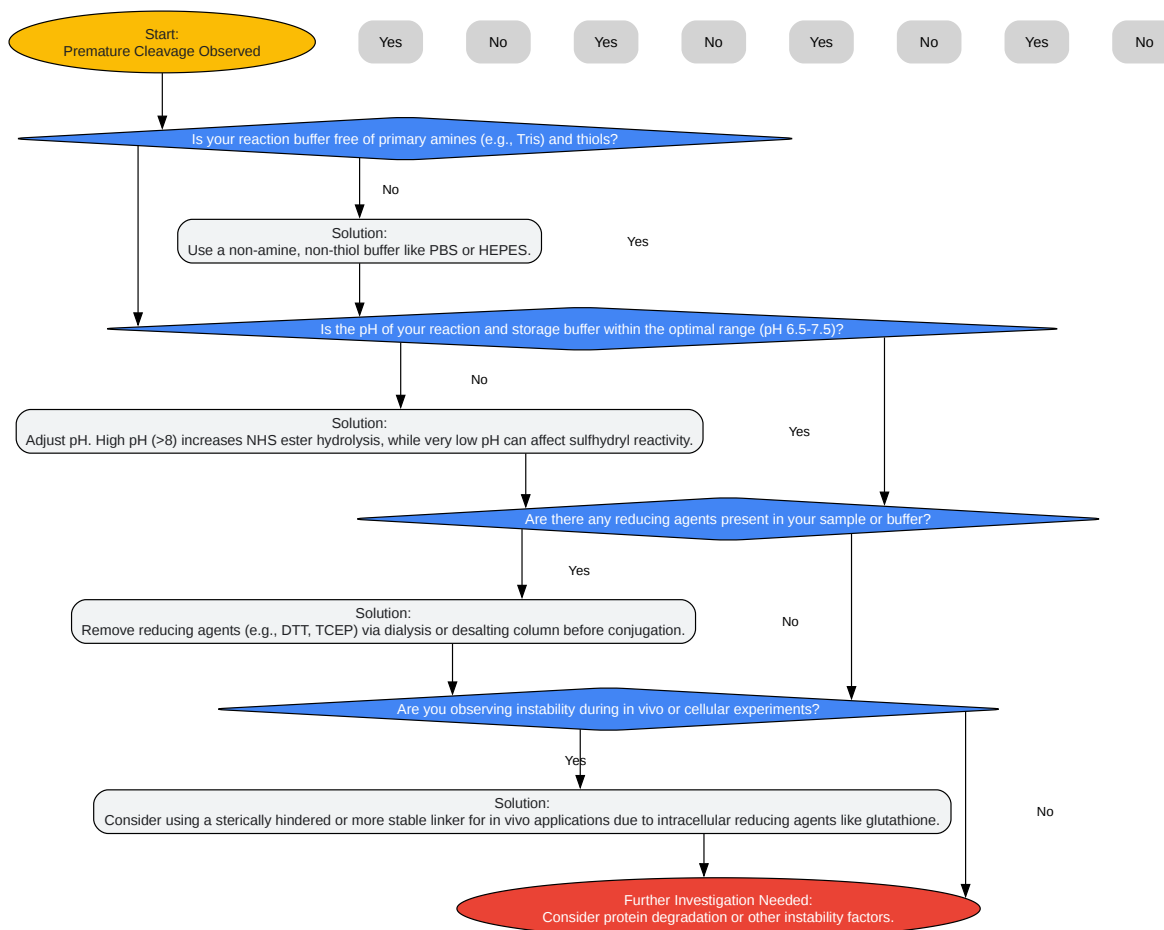 Start:
Premature Cleavage Observed
Yes
No
Yes
No
Yes
No
Yes
No
Is your reaction buffer free of primary amines (e.g., Tris) and thiols?
No
Solution:
Use a non-amine, non-thiol buffer like PBS or HEPES.
Yes
Is the pH of your reaction and storage buffer within the optimal range (pH 6.5-7.5)?
No
Solution:
Adjust pH. High pH (>8) increases NHS ester hydrolysis, while very low pH can affect sulfhydryl reactivity.
Yes
Are there any reducing agents present in your sample or buffer?
Yes
Solution:
Remove reducing agents (e.g., DTT, TCEP) via dialysis or desalting column before conjugation.
No
Are you observing instability during in vivo or cellular experiments?
Yes
Solution:
Consider using a sterically hindered or more stable linker for in vivo applications due to intracellular reducing agents like glutathione.
No
Further Investigation Needed:
Consider protein degradation or other instability factors.